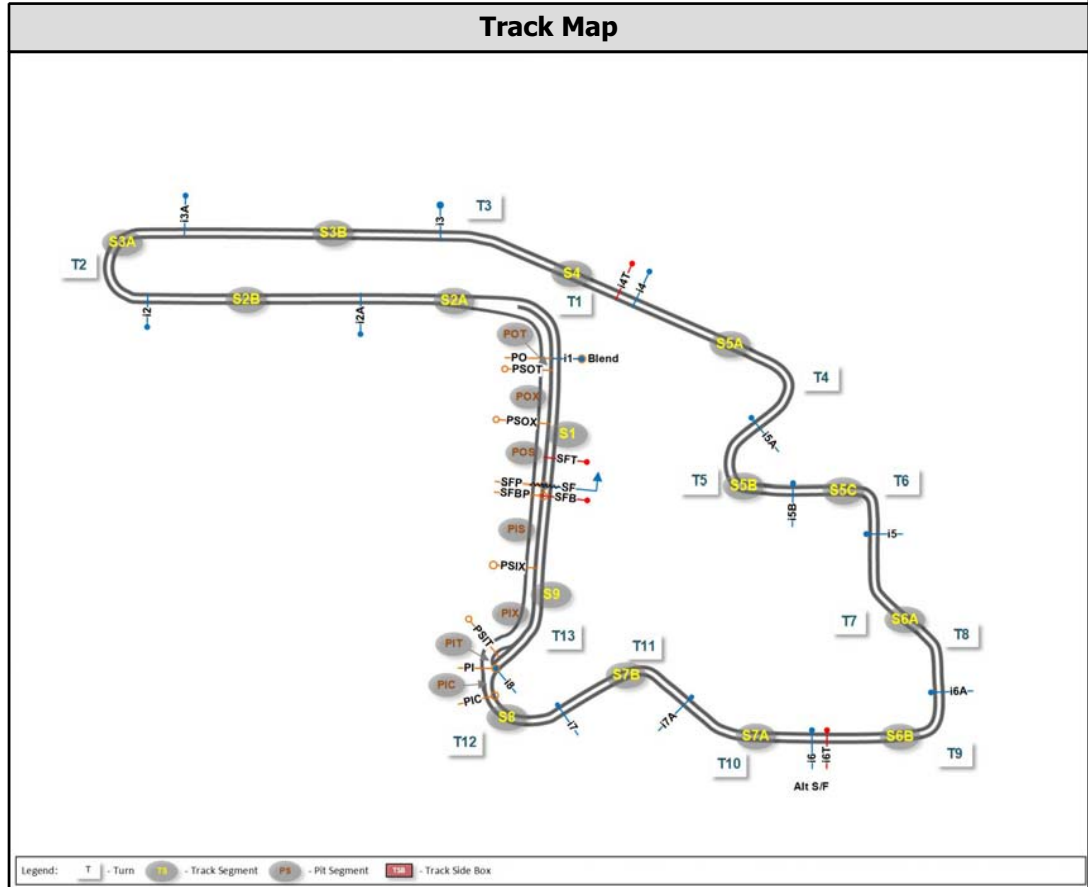 Track Map
i3A
i3
T3
S3A
S3B
T2
S4
i4T
i4
T1
S2B
S2A
i2
i2A
POT
PO
i1
Blend
PSOT
S5A
T4
POX
PSOX
S1
i5A
POS
SFT
SFP
SF
SFBP
SFB
T5
S5B
i5B
S5C
T6
PIS
i5
PSIX
S9
PIX
T7
S6A
PSIT
T13
T8
PIT
PI
i8
T11
S7B
PIC
PIC
i6A
S8
i7
i7A
T12
S7A
S6B
T10
i6
i6T
T9
Alt S/F
Legend: T - Turn TS - Track Segment PS - Pit Segment TSB - Track Side Box